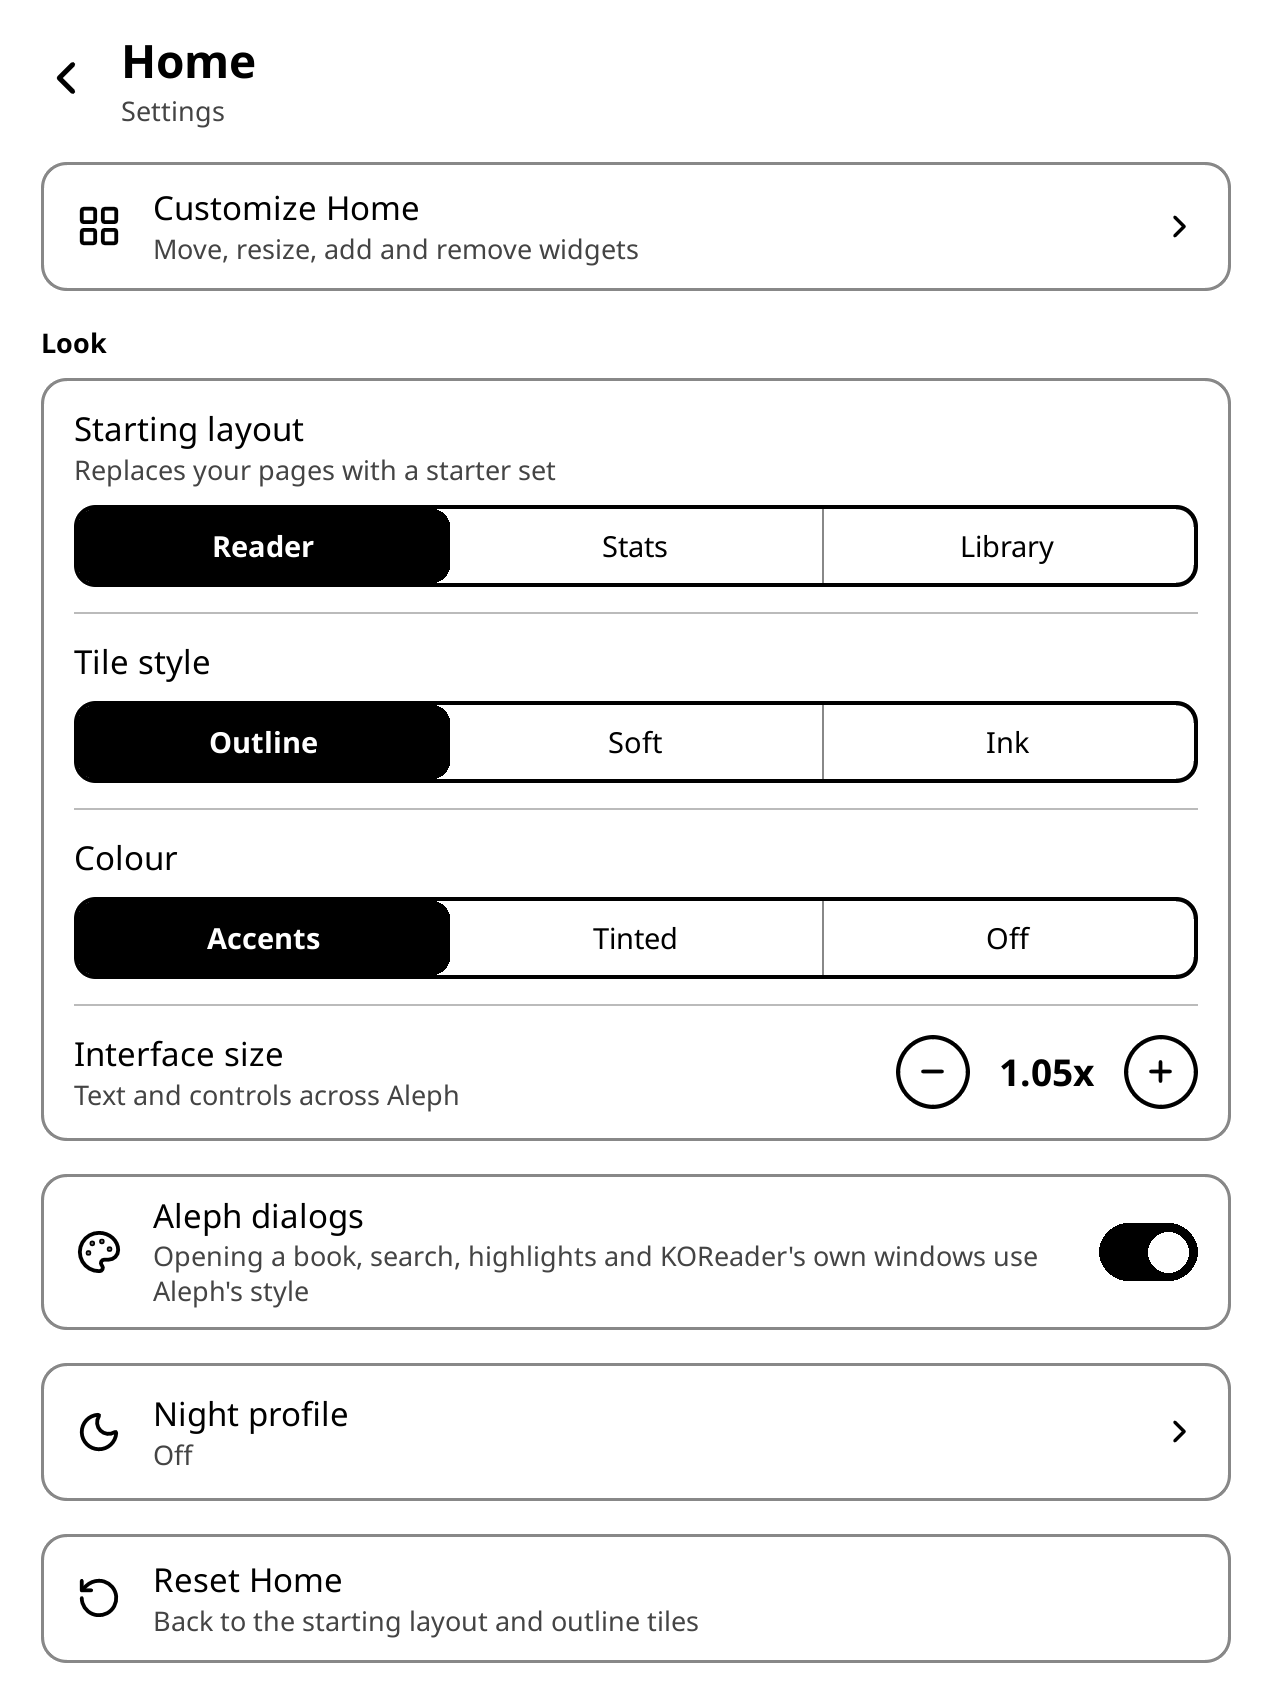 Home
Settings
Customize Home
Move, resize, add and remove widgets
Look
Starting layout
Replaces your pages with a starter set
Reader Stats Library
Tile style
Outline Soft Ink
Colour
Accents Tinted Off
Interface size
Text and controls across Aleph
1.05x
Aleph dialogs
Opening a book, search, highlights and KOReader's own windows use
Aleph's style
Night profile
Off
Reset Home
Back to the starting layout and outline tiles